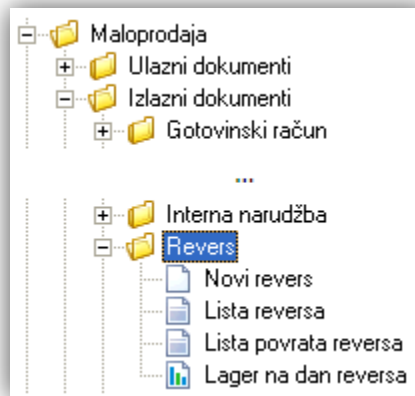 Maloprodaja
Ulazni dokumenti
Izlazni dokumenti
Gotovinski račun
...
Interna narudžba
Revers
Novi revers
Lista reversa
Lista povrata reversa
Lager na dan reversa